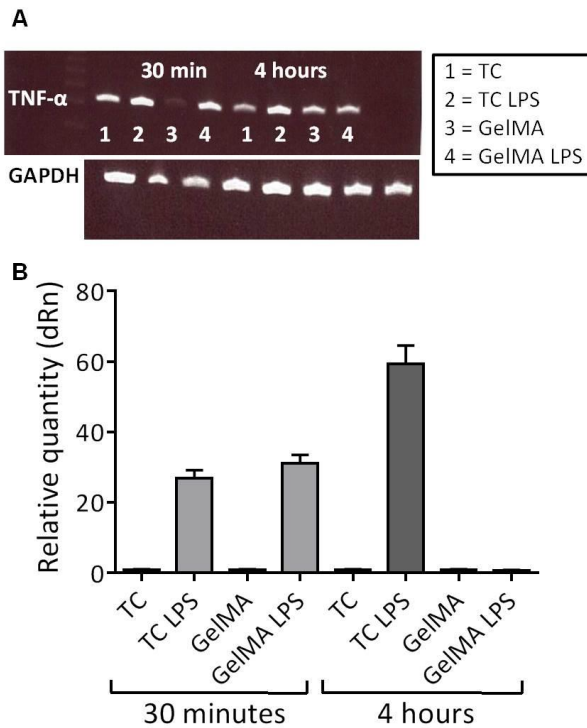 A
30 min 4 hours
TNF-α
1 2 3 4 1 2 3 4
GAPDH
1 = TC
2 = TC LPS
3 = GelMA
4 = GelMA LPS
B
Relative quantity (dRn)
80
60
40
20
0
TC
TC LPS
GelMA
GelMA LPS
TC
TC LPS
GelMA
GelMA LPS
30 minutes 4 hours